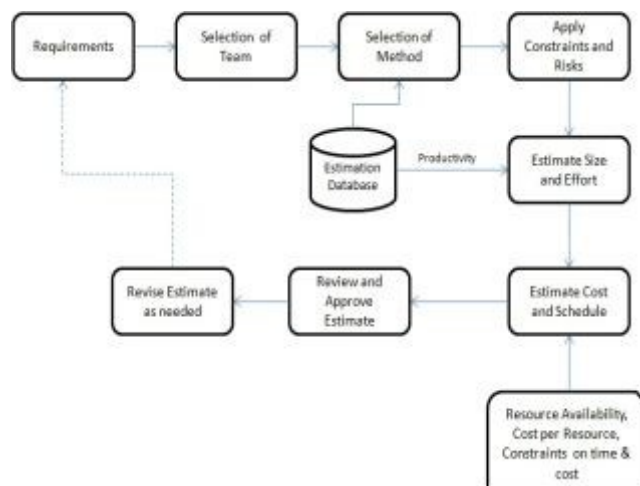 Requirements
Selection of
Team
Selection of
Method
Apply
Constraints and
Risks
Estimation
Database
Productivity
Estimate Size
and Effort
Revise Estimate
as needed
Review and
Approve
Estimate
Estimate Cost
and Schedule
Resource Availability,
Cost per Resource,
Constraints on time &
cost